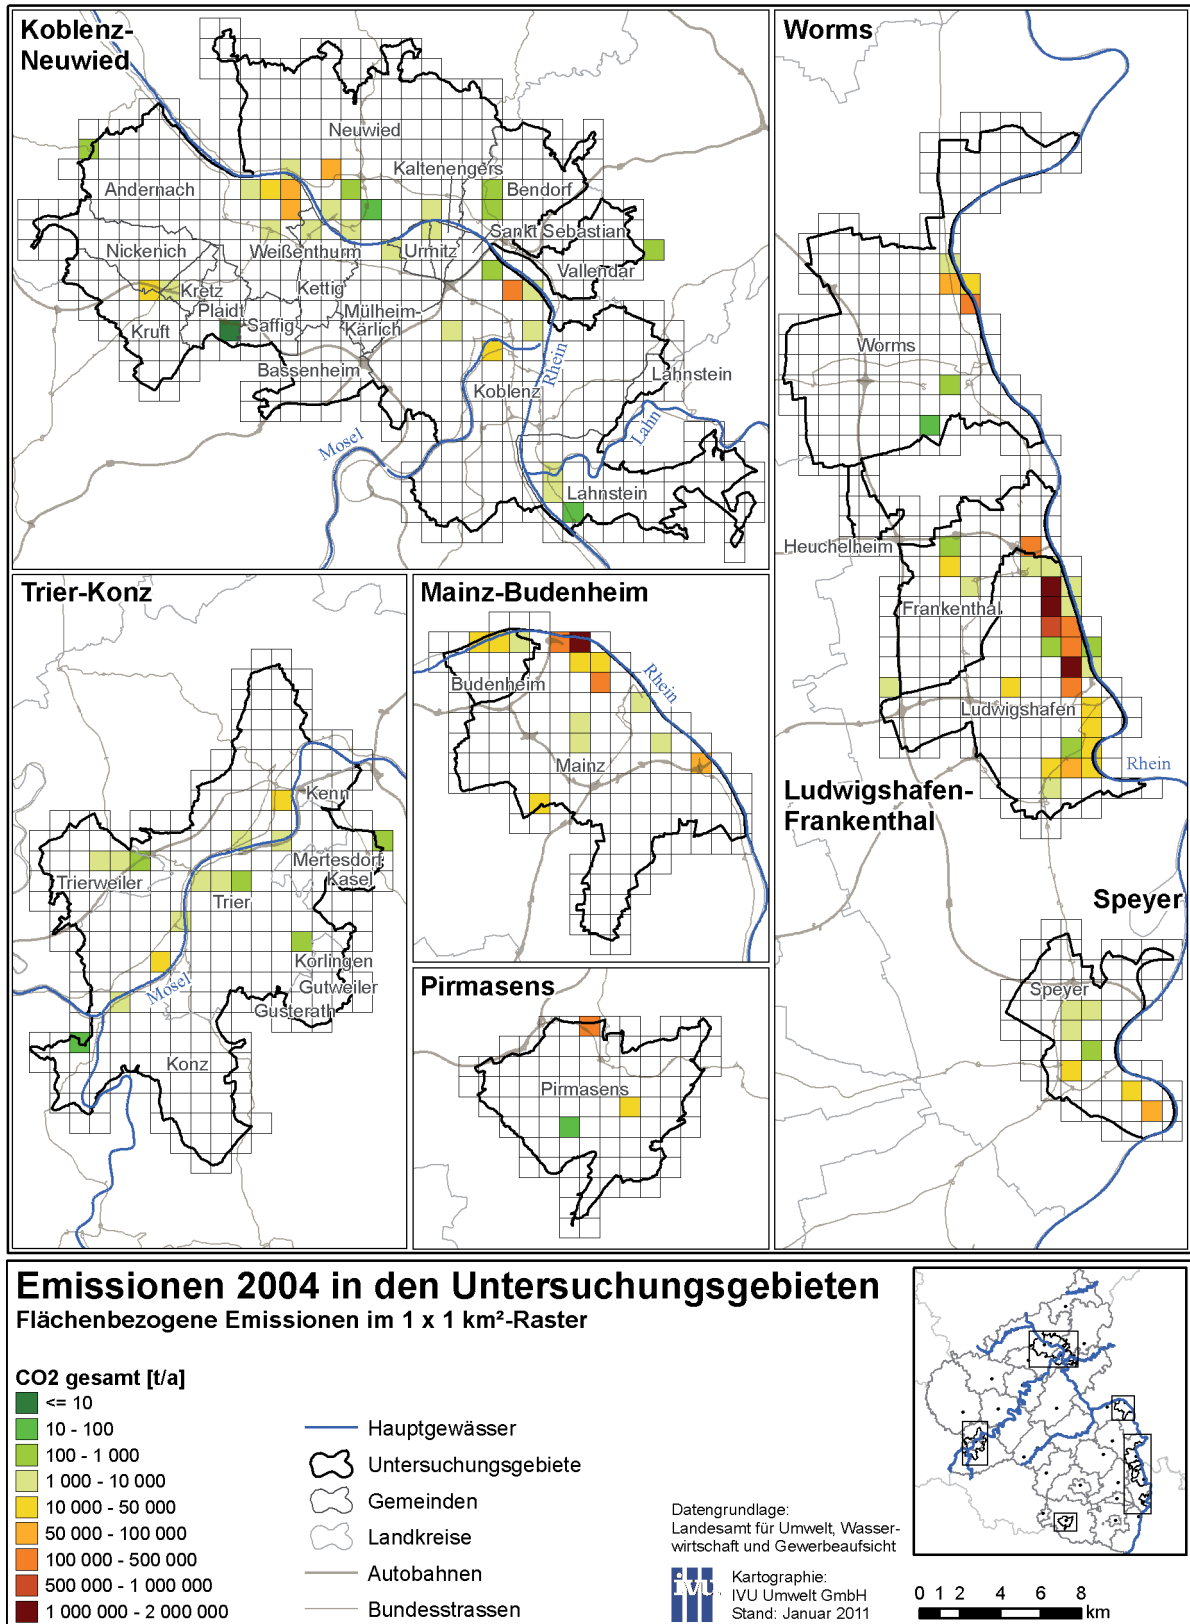 Koblenz-
Neuwied
Neuwied
Kaltenengers
Andernach
Bendorf
Sankt Sebastian
Nickenich
Weißenthurm
Urmitz
Vallendar
Kretz
Kettig
Plaidt
Saffig
Mülheim-
Kärlich
Kruft
Bassenheim
Rhein
Lahnstein
Koblenz
Mosel
Lahn
Lahnstein
Worms
Worms
Heuchelheim
Frankenthal
Ludwigshafen
Rhein
Ludwigshafen-
Frankenthal
Speyer
Speyer
Trier-Konz
Kenn
Mertesdorf
Kasel
Trierweiler
Trier
Korlingen
Gutweiler
Gusterath
Mosel
Konz
Mainz-Budenheim
Budenheim
Rhein
Mainz
Pirmasens
Pirmasens
Emissionen 2004 in den Untersuchungsgebieten
Flächenbezogene Emissionen im 1 x 1 km²-Raster
CO2 gesamt [t/a]
<= 10
10 - 100
100 - 1 000
1 000 - 10 000
10 000 - 50 000
50 000 - 100 000
100 000 - 500 000
500 000 - 1 000 000
1 000 000 - 2 000 000
Hauptgewässer
Untersuchungsgebiete
Gemeinden
Landkreise
Autobahnen
Bundesstrassen
Datengrundlage:
Landesamt für Umwelt, Wasser-
wirtschaft und Gewerbeaufsicht
ivu
Kartographie:
IVU Umwelt GmbH
Stand: Januar 2011
0 1 2 4 6 8
km